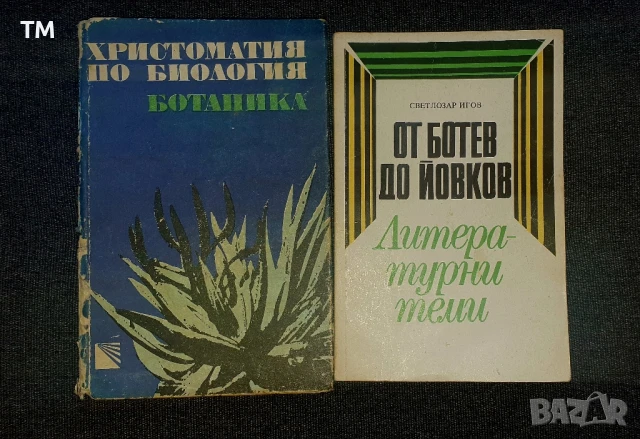 TM
ХРИСТОМАТИЯ
ПО БИОЛОГИЯ
БОТАНИКА
СВЕТЛОЗАР ИГОВ
ОТ БОТЕВ
ДО ЙОВКОВ
Литера-
турни
теми
BAZAR